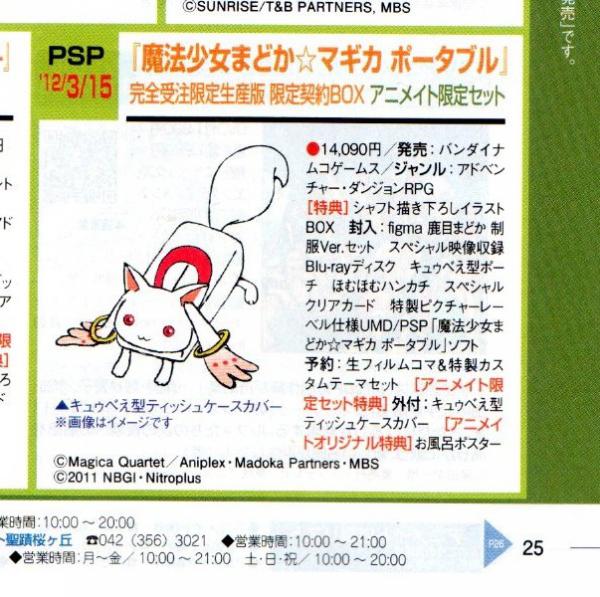 ©SUNRISE/T&B PARTNERS, MBS
発売」です。
PSP
'12/3/15
『魔法少女まどか☆マギカ ポータブル』
完全受注限定生産版 限定契約BOX アニメイト限定セット
●14,090円／発売：バンダイナ
ムコゲームス／ジャンル：アドベン
チャー・ダンジョンRPG
【特典】シャフト描き下ろしイラスト
BOX 封入：figma 鹿目まどか 制
服Ver.セット スペシャル映像収録
Blu-rayディスク キュゥべえ型ポー
チ ほむほむハンカチ スペシャル
クリアカード 特製ピクチャーレー
ベル仕様UMD/PSP「魔法少女ま
どか☆マギカ ポータブル」ソフト
予約：生フィルムコマ&特製カス
タムテーマセット 【アニメイト限
定セット特典】外付：キュゥべえ型
ティッシュケースカバー 【アニメイ
トオリジナル特典】お風呂ポスター
▲キュゥべえ型ティッシュケースカバー
※画像はイメージです
©Magica Quartet／Aniplex・Madoka Partners・MBS
©2011 NBGI・Nitroplus
業時間：10:00～20:00
ト聖蹟桜ヶ丘 ☎042（356）3021 ◆営業時間：10:00～21:00
◆営業時間：月～金／10:00～21:00 土・日・祝／10:00～20:00
P26
25